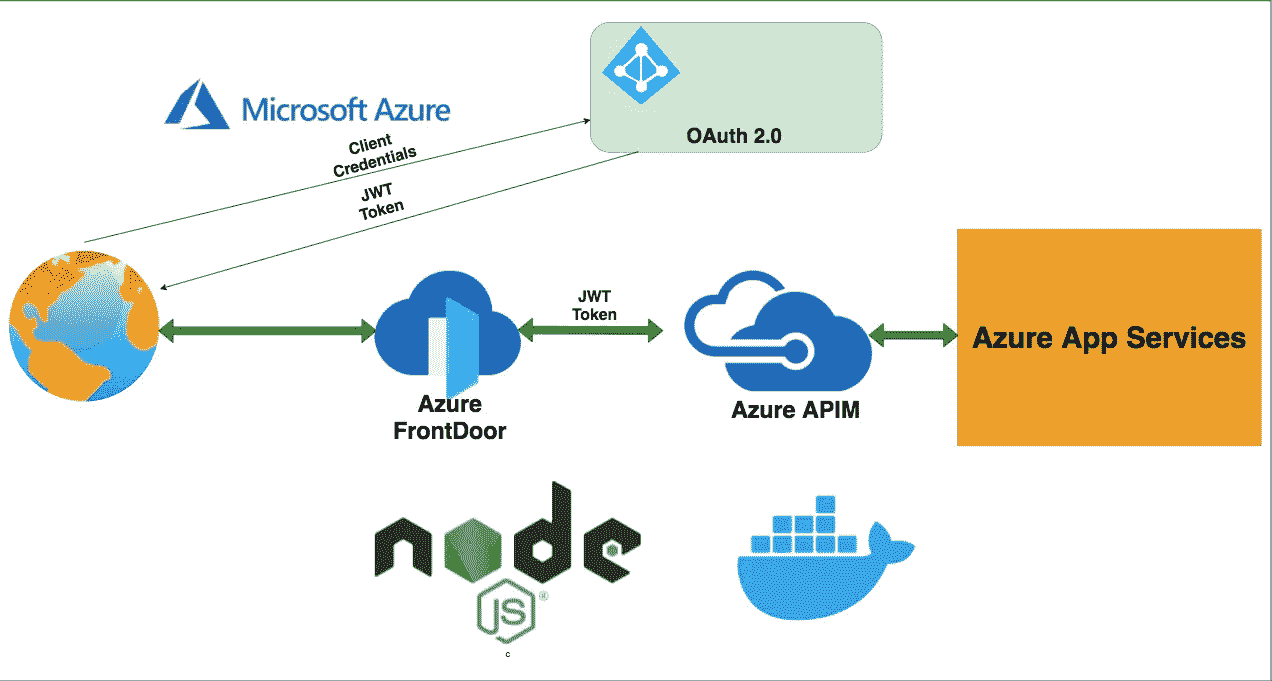 Microsoft Azure
OAuth 2.0
Client
Credentials
JWT
Token
JWT
Token
Azure
FrontDoor
Azure APIM
Azure App Services
node
JS®
c